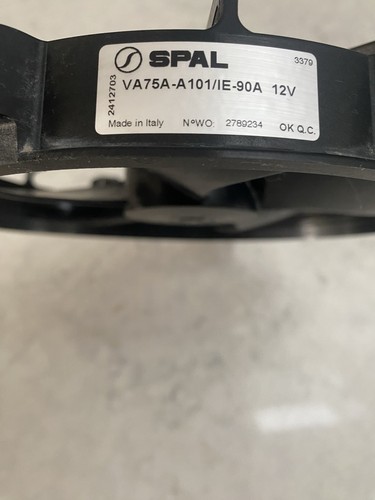 SPAL
3379
2412703
VA75A-A101/IE-90A 12V
Made in Italy NºWO: 2789234 OK Q.C.